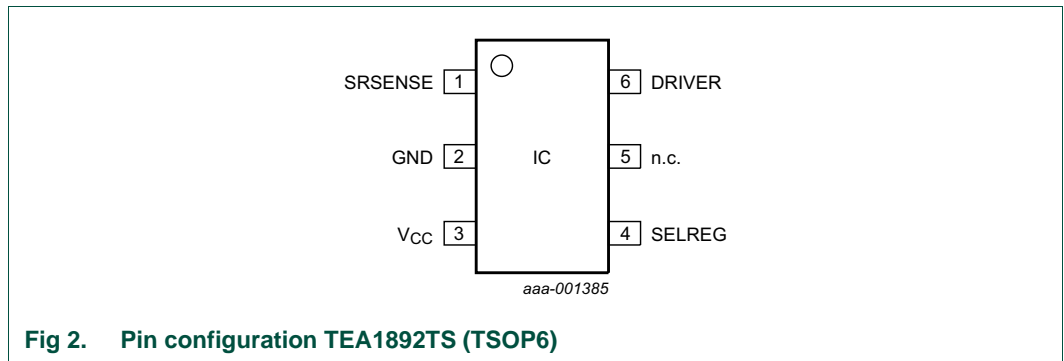 SRSENSE 1 6 DRIVER
GND 2 IC 5 n.c.
VCC 3 4 SELREG
aaa-001385
Fig 2. Pin configuration TEA1892TS (TSOP6)